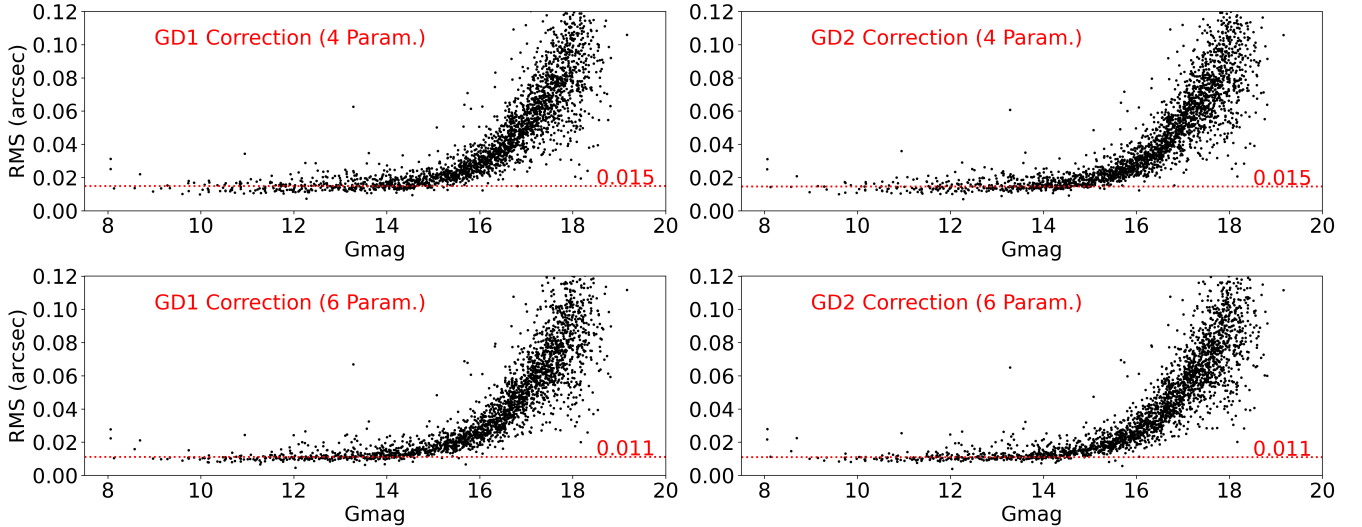 0.12
0.10
0.08
0.06
0.04
0.02
0.00
RMS (arcsec)
GD1 Correction (4 Param.)
0.015
8 10 12 14 16 18 20
Gmag
0.12
0.10
0.08
0.06
0.04
0.02
0.00
GD2 Correction (4 Param.)
0.015
8 10 12 14 16 18 20
Gmag
0.12
0.10
0.08
0.06
0.04
0.02
0.00
RMS (arcsec)
GD1 Correction (6 Param.)
0.011
8 10 12 14 16 18 20
Gmag
0.12
0.10
0.08
0.06
0.04
0.02
0.00
GD2 Correction (6 Param.)
0.011
8 10 12 14 16 18 20
Gmag